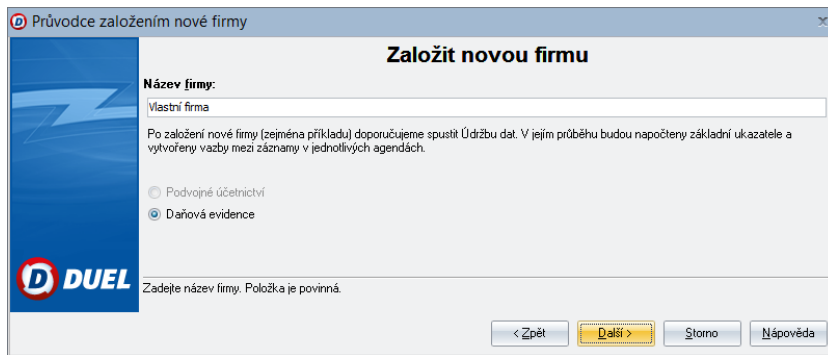 Průvodce založením nové firmy
Založit novou firmu
Název firmy:
Vlastní firma
Po založení nové firmy (zejména příkladu) doporučujeme spustit Údržbu dat. V jejím průběhu budou napočteny základní ukazatele a
vytvořeny vazby mezi záznamy v jednotlivých agendách.
Podvojné účetnictví
Daňová evidence
D DUEL
Zadejte název firmy. Položka je povinná.
< Zpět
Další >
Storno
Nápověda